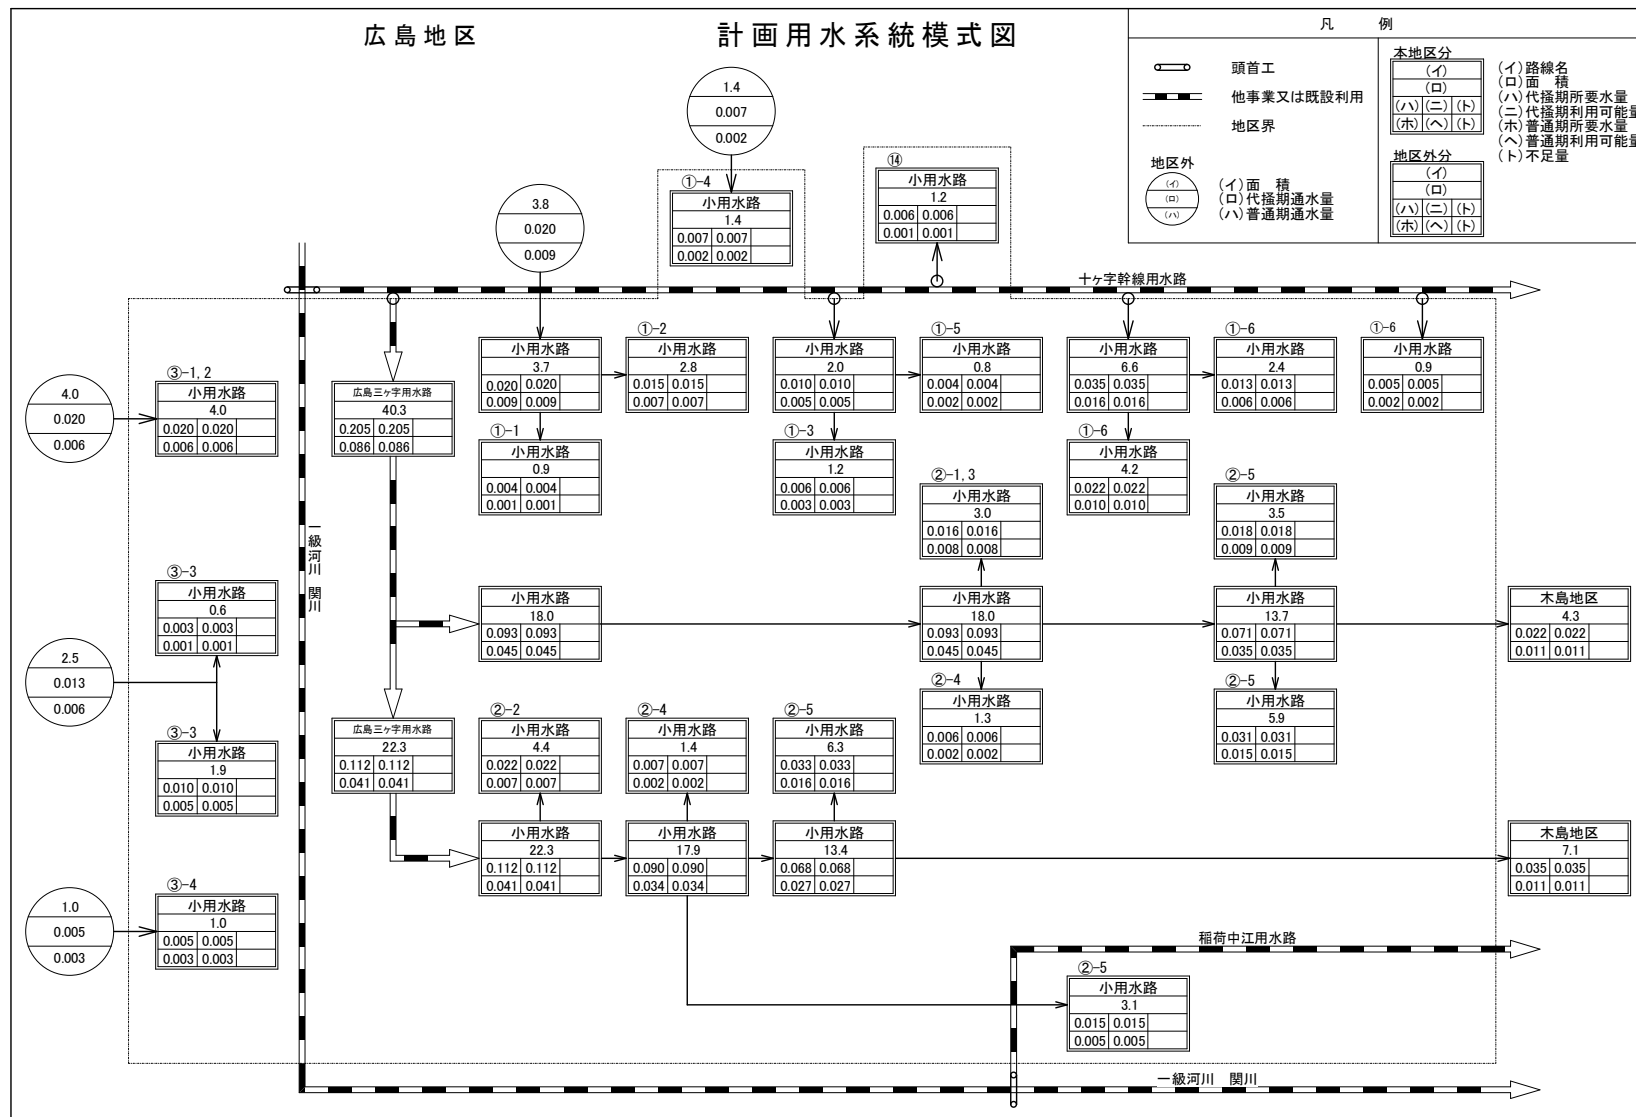 広島地区
計画用水系統模式図
凡 例
頭首工
他事業又は既設利用
地区界
地区外
(イ)
(ロ)
(ハ)
(イ)面 積
(ロ)代掻期通水量
(ハ)普通期通水量
本地区分
(イ)
(ロ)
(ハ) (ニ) (ト)
(ホ) (ヘ) (ト)
地区外分
(イ)
(ロ)
(ハ) (ニ) (ト)
(ホ) (ヘ) (ト)
(イ)路線名
(ロ)面 積
(ハ)代掻期所要水量
(ニ)代掻期利用可能量
(ホ)普通期所要水量
(ヘ)普通期利用可能量
(ト)不足量
1.4
0.007
0.002
①-4
小用水路
1.4
0.007 0.007
0.002 0.002
⑭
小用水路
1.2
0.006 0.006
0.001 0.001
3.8
0.020
0.009
十ヶ字幹線用水路
小用水路
3.7
0.020 0.020
0.009 0.009
①-2
小用水路
2.8
0.015 0.015
0.007 0.007
小用水路
2.0
0.010 0.010
0.005 0.005
①-5
小用水路
0.8
0.004 0.004
0.002 0.002
小用水路
6.6
0.035 0.035
0.016 0.016
①-6
小用水路
2.4
0.013 0.013
0.006 0.006
①-6
小用水路
0.9
0.005 0.005
0.002 0.002
4.0
0.020
0.006
③-1,2
小用水路
4.0
0.020 0.020
0.006 0.006
広島三ヶ字用水路
40.3
0.205 0.205
0.086 0.086
①-1
小用水路
0.9
0.004 0.004
0.001 0.001
①-3
小用水路
1.2
0.006 0.006
0.003 0.003
①-6
小用水路
4.2
0.022 0.022
0.010 0.010
②-1,3
小用水路
3.0
0.016 0.016
0.008 0.008
②-5
小用水路
3.5
0.018 0.018
0.009 0.009
一級河川 関川
③-3
小用水路
0.6
0.003 0.003
0.001 0.001
小用水路
18.0
0.093 0.093
0.045 0.045
小用水路
18.0
0.093 0.093
0.045 0.045
小用水路
13.7
0.071 0.071
0.035 0.035
木島地区
4.3
0.022 0.022
0.011 0.011
2.5
0.013
0.006
③-3
小用水路
1.9
0.010 0.010
0.005 0.005
広島三ヶ字用水路
22.3
0.112 0.112
0.041 0.041
②-2
小用水路
4.4
0.022 0.022
0.007 0.007
②-4
小用水路
1.4
0.007 0.007
0.002 0.002
②-5
小用水路
6.3
0.033 0.033
0.016 0.016
②-4
小用水路
1.3
0.006 0.006
0.002 0.002
②-5
小用水路
5.9
0.031 0.031
0.015 0.015
小用水路
22.3
0.112 0.112
0.041 0.041
小用水路
17.9
0.090 0.090
0.034 0.034
小用水路
13.4
0.068 0.068
0.027 0.027
木島地区
7.1
0.035 0.035
0.011 0.011
1.0
0.005
0.003
③-4
小用水路
1.0
0.005 0.005
0.003 0.003
稲荷中江用水路
②-5
小用水路
3.1
0.015 0.015
0.005 0.005
一級河川 関川